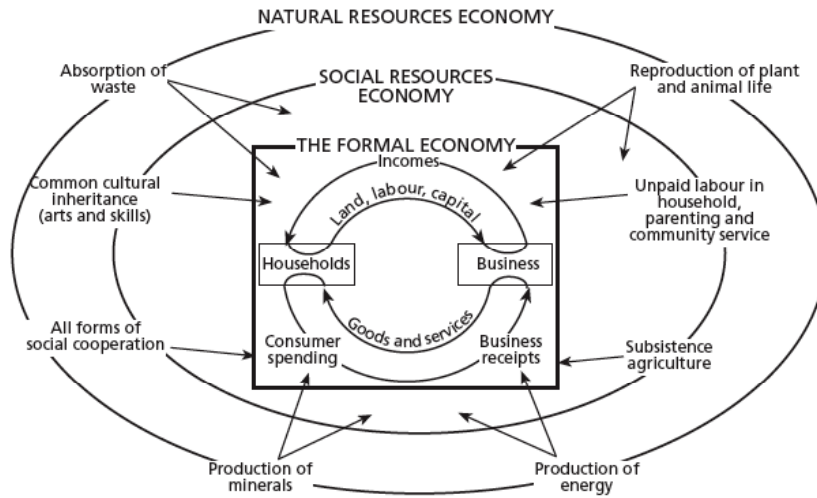 NATURAL RESOURCES ECONOMY
Absorption of
waste
SOCIAL RESOURCES
ECONOMY
Reproduction of plant
and animal life
THE FORMAL ECONOMY
Incomes
Land, labour, capital
Common cultural
inheritance
(arts and skills)
Unpaid labour in
household,
parenting and
community service
Households
Business
Goods and services
All forms of
social cooperation
Consumer
spending
Business
receipts
Subsistence
agriculture
Production of
minerals
Production of
energy